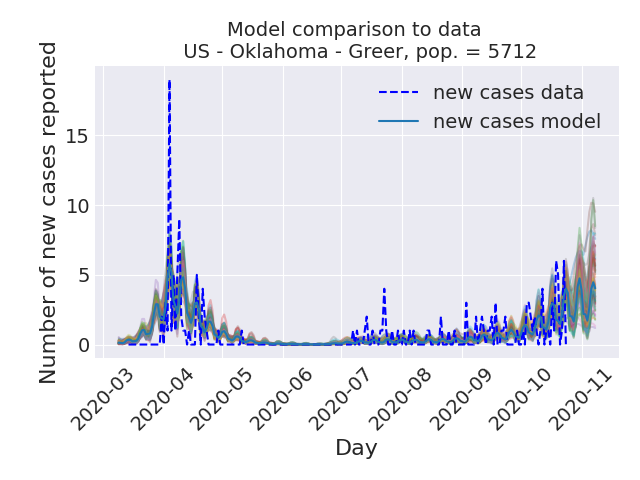 Model comparison to data
US - Oklahoma - Greer, pop. = 5712
Number of new cases reported
15
10
5
0
new cases data
new cases model
2020-03
2020-04
2020-05
2020-06
2020-07
2020-08
2020-09
2020-10
2020-11
Day